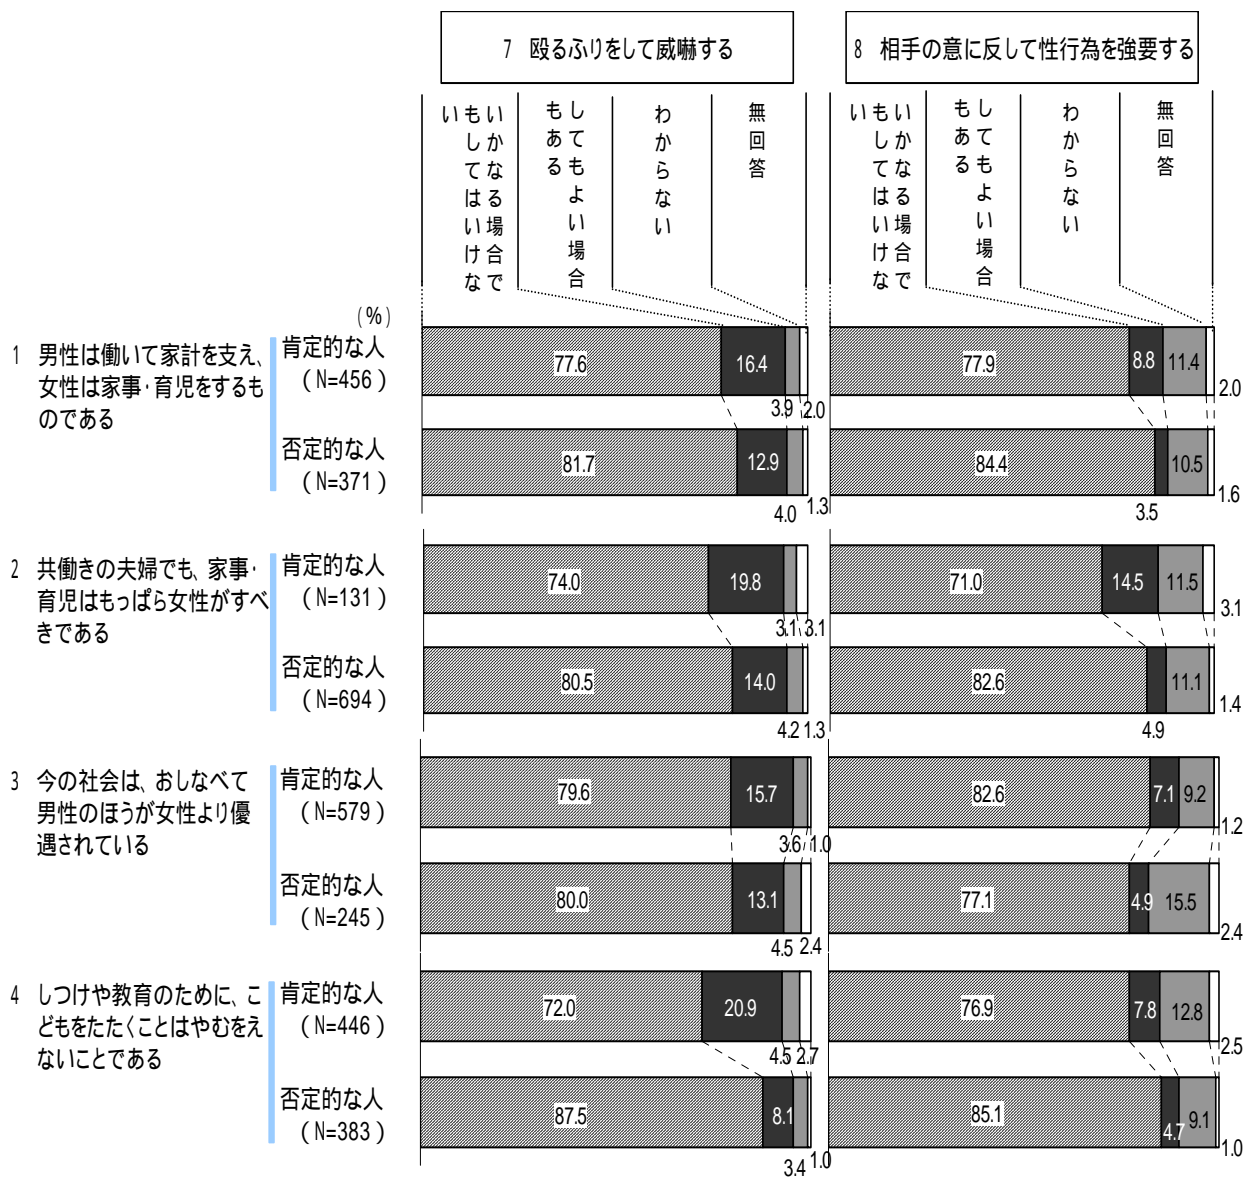 7 殴るふりをして威嚇する
8 相手の意に反して性行為を強要する
いかなる場合で
もしてはいけな
い
してもよい場合
もある
わからない
無回答
いかなる場合で
もしてはいけな
い
してもよい場合
もある
わからない
無回答
(%)
1 男性は働いて家計を支え、
女性は家事・育児をするも
のである
肯定的な人
(N=456)
77.6
16.4
3.9
2.0
77.9
8.8
11.4
2.0
否定的な人
(N=371)
81.7
12.9
4.0
1.3
84.4
3.5
10.5
1.6
2 共働きの夫婦でも、家事・
育児はもっぱら女性がすべ
きである
肯定的な人
(N=131)
74.0
19.8
3.1
3.1
71.0
14.5
11.5
3.1
否定的な人
(N=694)
80.5
14.0
4.2
1.3
82.6
4.9
11.1
1.4
3 今の社会は、おしなべて
男性のほうが女性より優
遇されている
肯定的な人
(N=579)
79.6
15.7
3.6
1.0
82.6
7.1
9.2
1.2
否定的な人
(N=245)
80.0
13.1
4.5
2.4
77.1
4.9
15.5
2.4
4 しつけや教育のために、こ
どもをたたくことはやむをえ
ないことである
肯定的な人
(N=446)
72.0
20.9
4.5
2.7
76.9
7.8
12.8
2.5
否定的な人
(N=383)
87.5
8.1
3.4
1.0
85.1
4.7
9.1
1.0